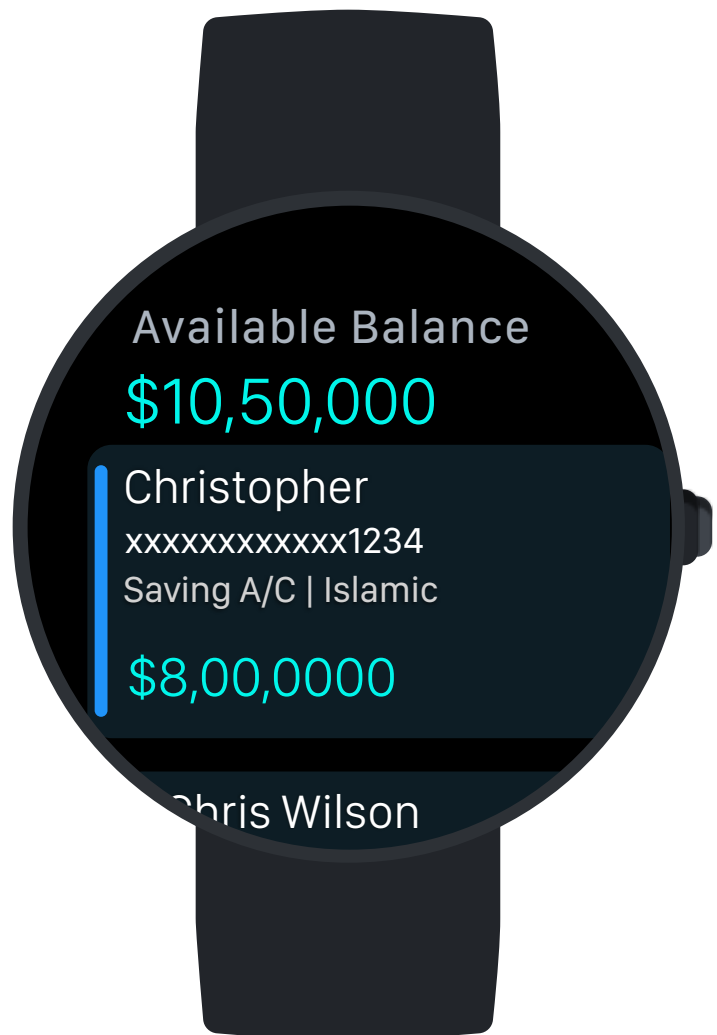 Available Balance
$10,50,000
Christopher
xxxxxxxxxxxx1234
Saving A/C | Islamic
$8,00,0000
Chris Wilson